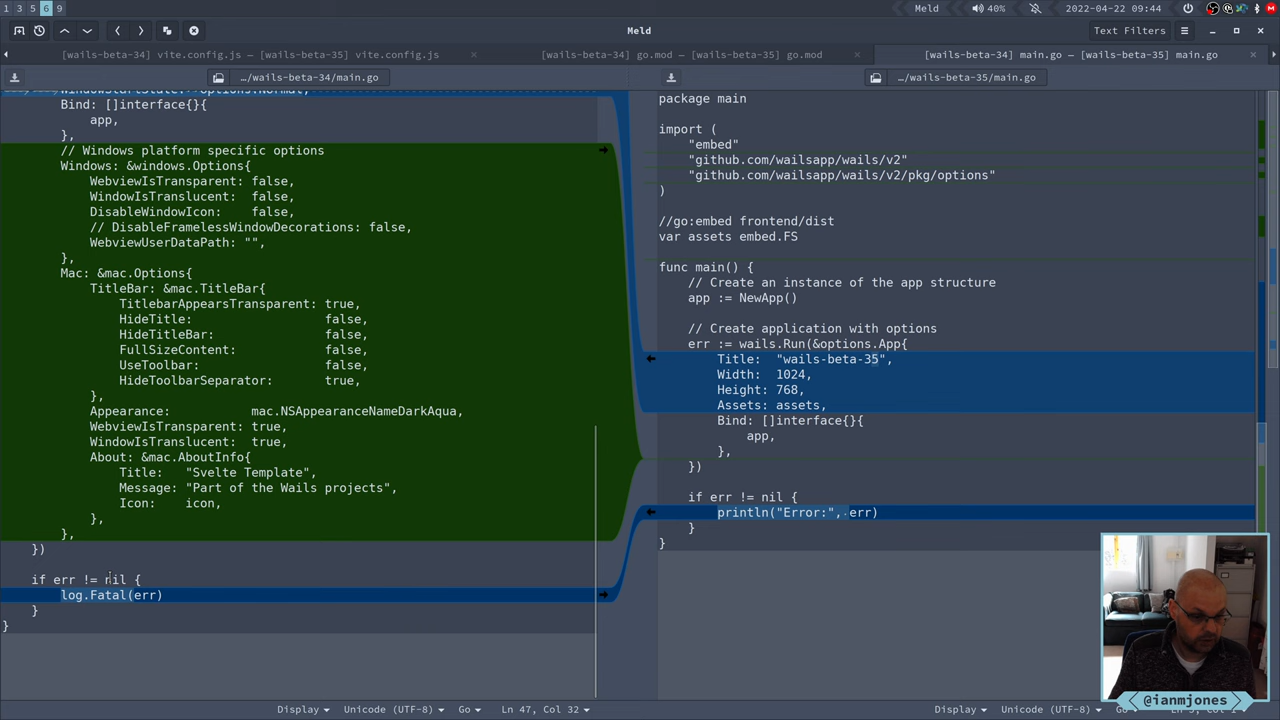 1 3 5 6 9
Meld 40% 2022-04-22 09:44
Meld
Text Filters
[wails-beta-34] vite.config.js — [wails-beta-35] vite.config.js
[wails-beta-34] go.mod — [wails-beta-35] go.mod
[wails-beta-34] main.go — [wails-beta-35] main.go
.../wails-beta-34/main.go
.../wails-beta-35/main.go
Bind: []interface{}{
app,
},
// Windows platform specific options
Windows: &windows.Options{
WebviewIsTransparent: false,
WindowIsTranslucent: false,
DisableWindowIcon: false,
// DisableFramelessWindowDecorations: false,
WebviewUserDataPath: "",
},
Mac: &mac.Options{
TitleBar: &mac.TitleBar{
TitlebarAppearsTransparent: true,
HideTitle: false,
HideTitleBar: false,
FullSizeContent: false,
UseToolbar: false,
HideToolbarSeparator: true,
},
Appearance: mac.NSAppearanceNameDarkAqua,
WebviewIsTransparent: true,
WindowIsTranslucent: true,
About: &mac.AboutInfo{
Title: "Svelte Template",
Message: "Part of the Wails projects",
Icon: icon,
},
},
})
if err != nil {
log.Fatal(err)
}
}
package main
import (
"embed"
"github.com/wailsapp/wails/v2"
"github.com/wailsapp/wails/v2/pkg/options"
)
//go:embed frontend/dist
var assets embed.FS
func main() {
// Create an instance of the app structure
app := NewApp()
// Create application with options
err := wails.Run(&options.App{
Title: "wails-beta-35",
Width: 1024,
Height: 768,
Assets: assets,
Bind: []interface{}{
app,
},
})
if err != nil {
println("Error:", err)
}
}
Display Unicode (UTF-8) Go Ln 47, Col 32
Display Unicode (UTF-8)
@ianmjones